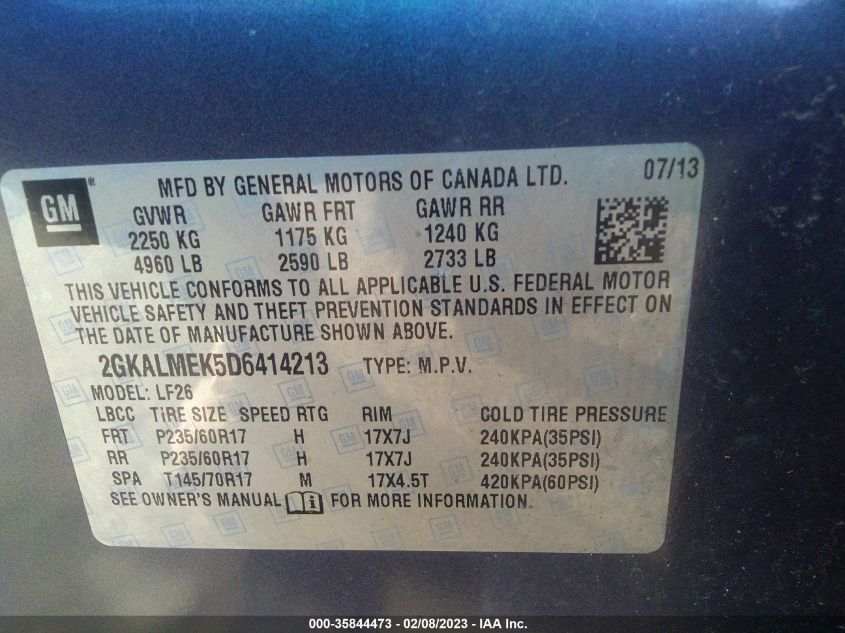 GM ®
MFD BY GENERAL MOTORS OF CANADA LTD. 07/13
GVWR GAWR FRT GAWR RR
2250 KG 1175 KG 1240 KG
4960 LB 2590 LB 2733 LB
THIS VEHICLE CONFORMS TO ALL APPLICABLE U.S. FEDERAL MOTOR
VEHICLE SAFETY AND THEFT PREVENTION STANDARDS IN EFFECT ON
THE DATE OF MANUFACTURE SHOWN ABOVE.
2GKALMEK5D6414213 TYPE: M.P.V.
MODEL: LF26
LBCC TIRE SIZE SPEED RTG RIM COLD TIRE PRESSURE
FRT P235/60R17 H 17X7J 240KPA(35PSI)
RR P235/60R17 H 17X7J 240KPA(35PSI)
SPA T145/70R17 M 17X4.5T 420KPA(60PSI)
SEE OWNER'S MANUAL FOR MORE INFORMATION.
000-35844473 - 02/08/2023 - IAA Inc.